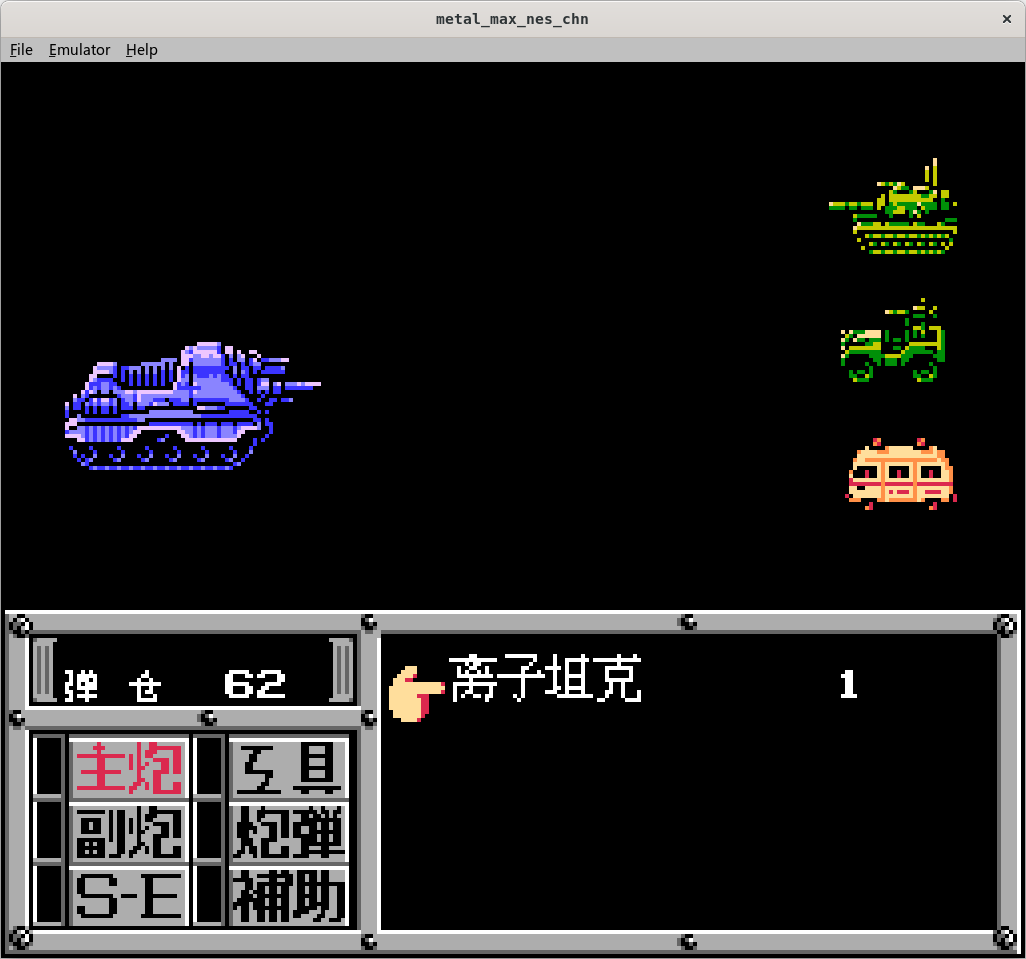 metal_max_nes_chn
File Emulator Help
弹 仓 62
离子坦克 1
主炮 工具
副炮 炮弹
S-E 補助